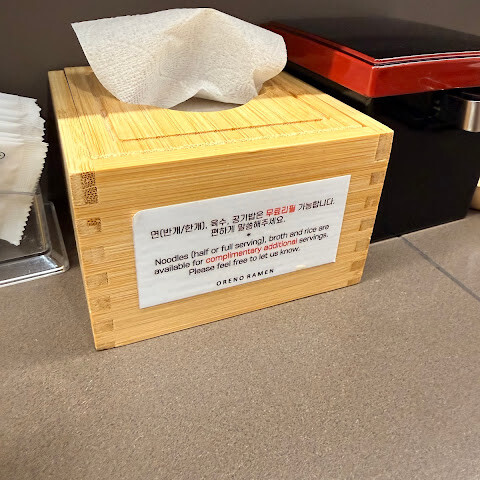 면(반개/한개), 육수, 공기밥은 무료리필 가능합니다.
편하게 말씀해주세요.
*
Noodles (half or full serving), broth and rice are
available for complimentary additional servings.
Please feel free to let us know.
ORENO RAMEN